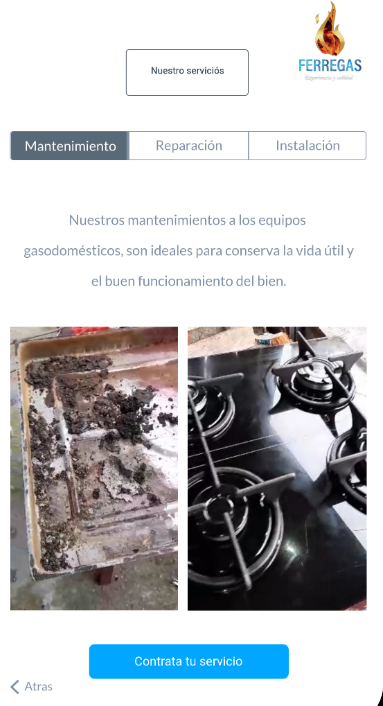 FERREGAS
Experiencia y calidad
Nuestro serviciós
Mantenimiento
Reparación
Instalación
Nuestros mantenimientos a los equipos
gasodomésticos, son ideales para conserva la vida útil y
el buen funcionamiento del bien.
Contrata tu servicio
Atras